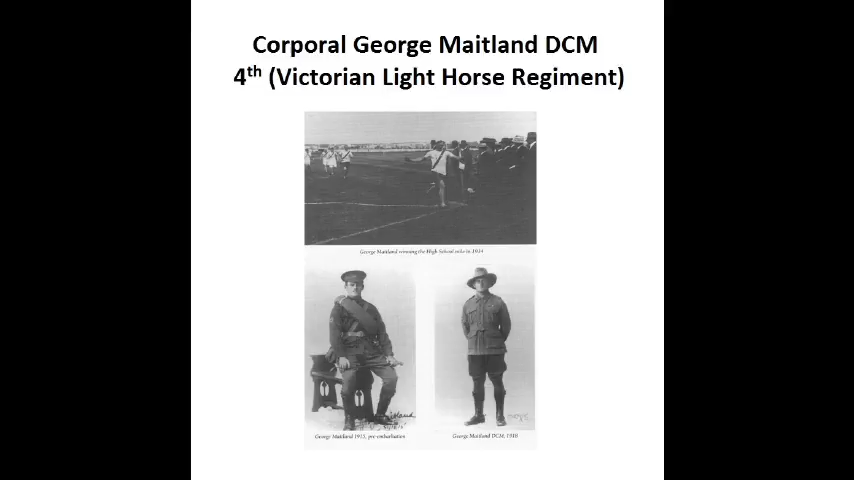 Corporal George Maitland DCM
4th (Victorian Light Horse Regiment)
George Maitland winning the High School mile in 1914
George Maitland 1915, pre-embarkation
George Maitland DCM, 1918